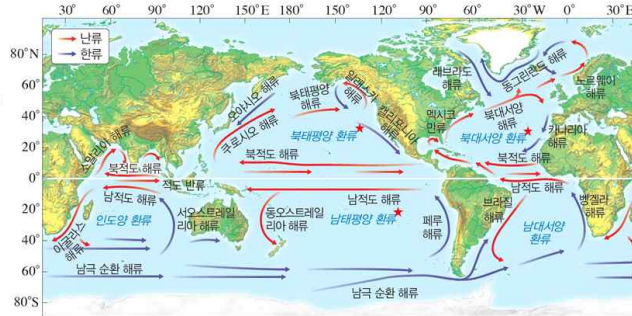 30° 60° 90° 120° 150°E 180° 150°W 120° 90° 60° 30°W 0° 30°E
난류
한류
80°N
60°
40°
20°
0°
20°
40°
60°
80°S
오야시오 해류
쿠로시오 해류
북태평양
해류
알래스카
해류
캘리포니아
해류
북태평양 환류
래브라도
해류
동그린란드 해류
노르웨이
해류
멕시코
만류
북대서양
해류
북대서양 환류
카나리아
해류
소말리아 해류
북적도 해류
적도 반류
북적도 해류
북적도 해류
남적도 해류
남적도 해류
남적도 해류
인도양 환류
서오스트레일
리아 해류
동오스트레일
리아 해류
남태평양 환류
페루
해류
브라질
해류
남대서양
환류
벵겔라
해류
아굴라스
해류
남극 순환 해류
남극 순환 해류